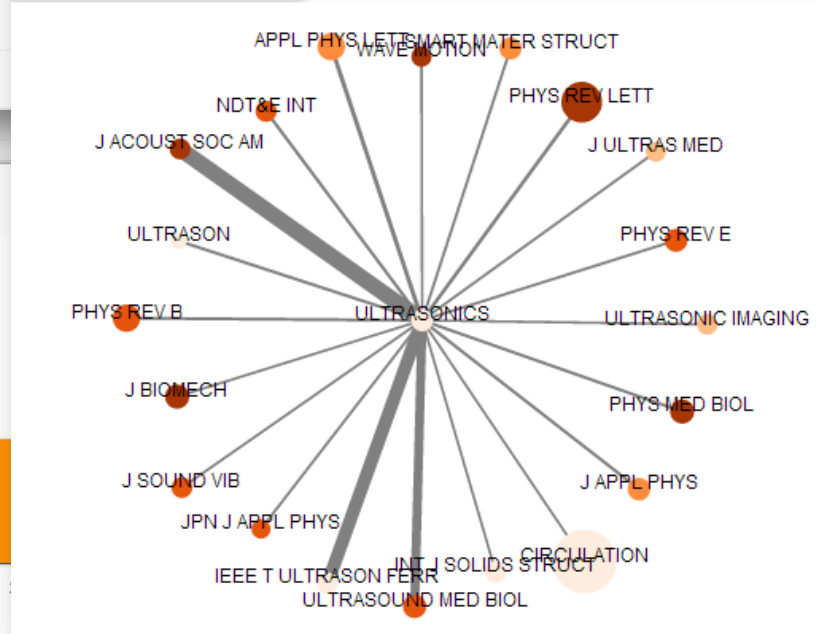 APPL PHYS LETT
SMART MATER STRUCT
WAVE MOTION
PHYS REV LETT
NDT&E INT
J ACOUST SOC AM
J ULTRAS MED
ULTRASON
PHYS REV E
PHYS REV B
ULTRASONICS
ULTRASONIC IMAGING
J BIOMECH
PHYS MED BIOL
J SOUND VIB
J APPL PHYS
JPN J APPL PHYS
CIRCULATION
INT J SOLIDS STRUCT
IEEE T ULTRASON FERR
ULTRASOUND MED BIOL